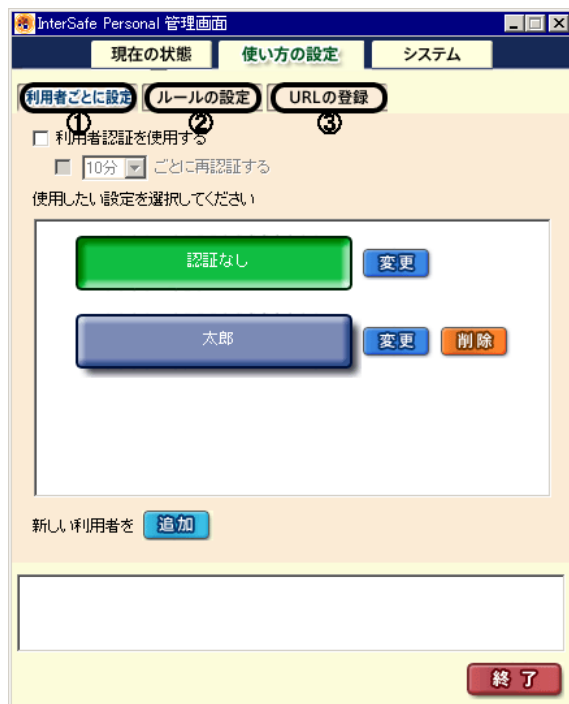 InterSafe Personal 管理画面
現在の状態 使い方の設定 システム
利用者ごとに設定 ルールの設定 URLの登録
① ② ③
利用者認証を使用する
10分 ごとに再認証する
使用したい設定を選択してください
認証なし 変更
太郎 変更 削除
新しい利用者を 追加
終了